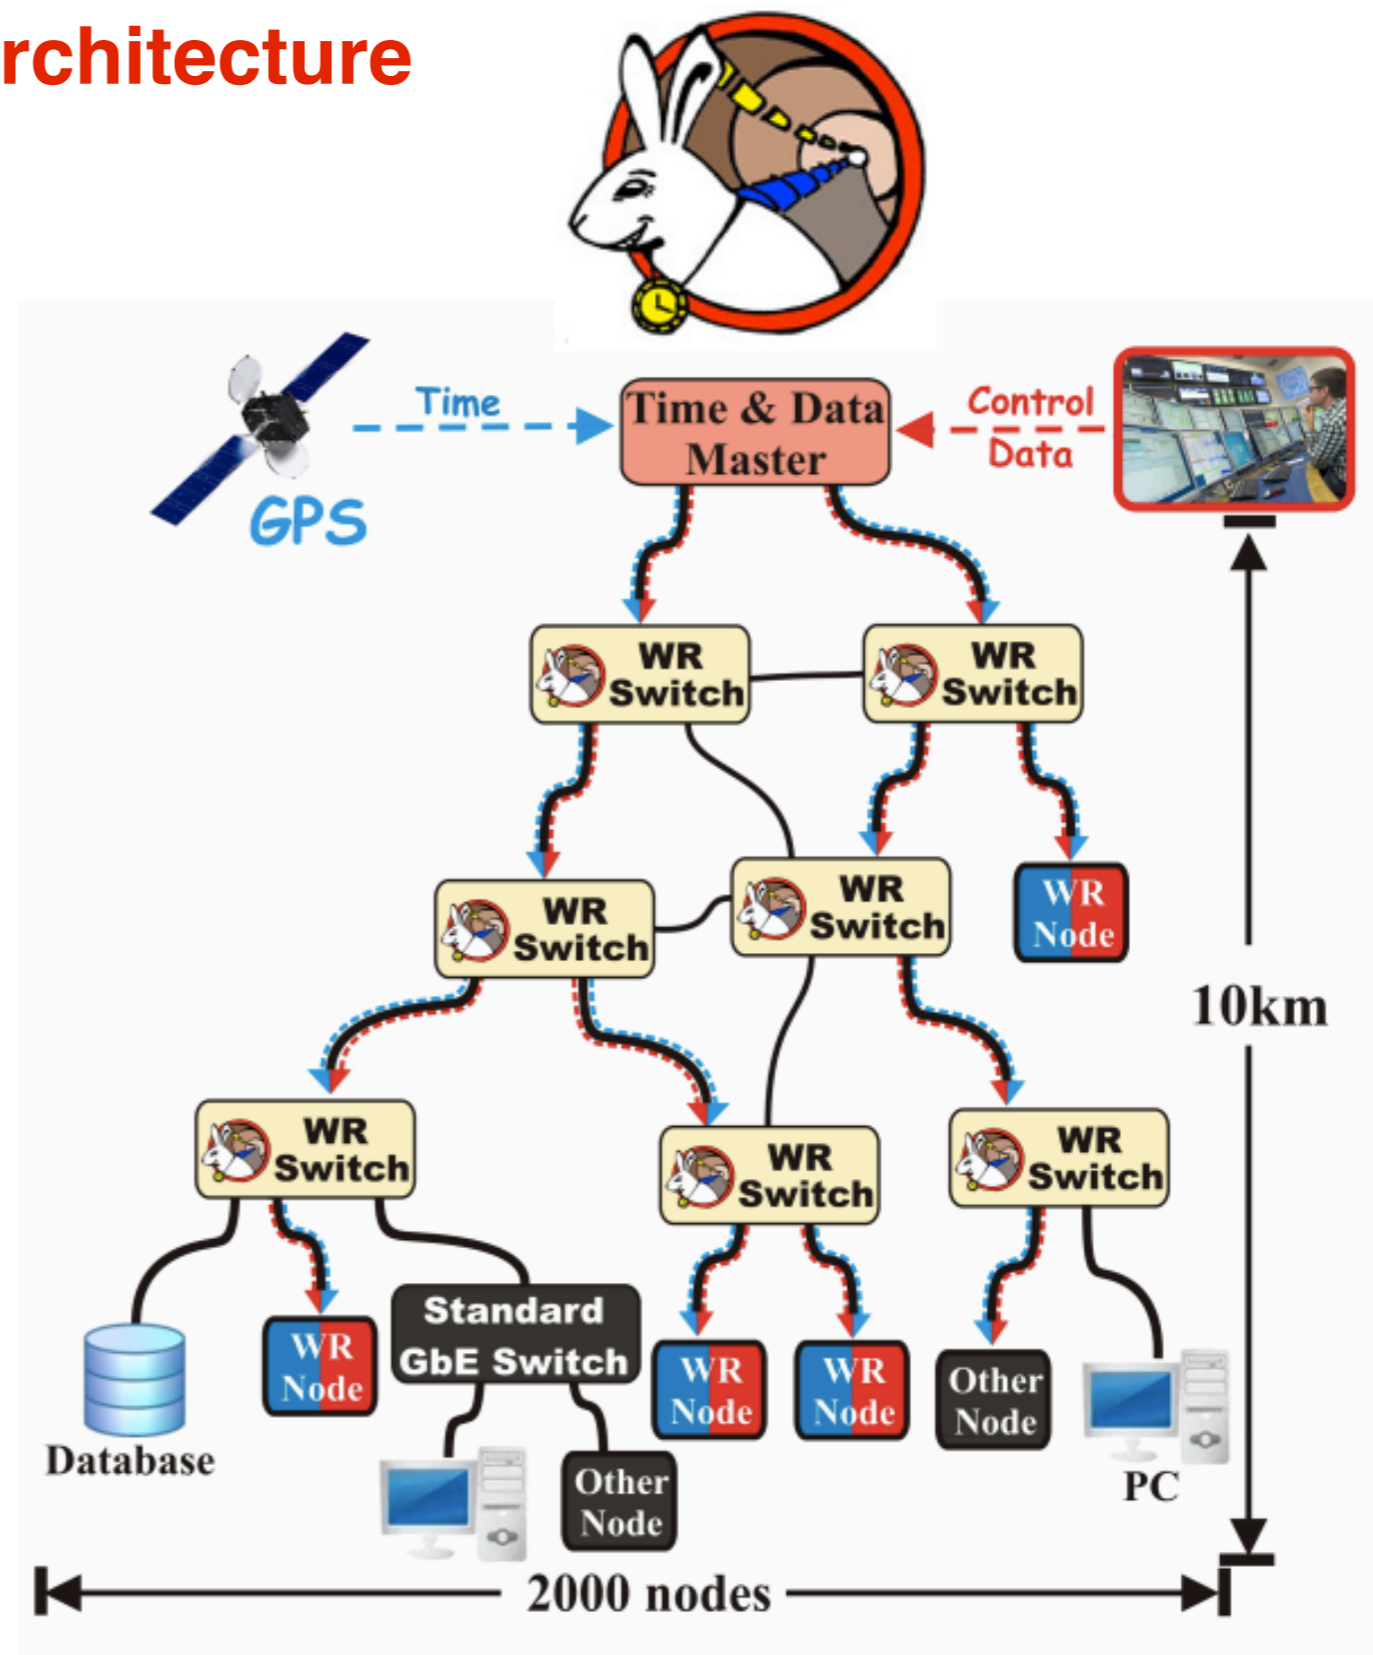 rchitecture
Time
GPS
Time & Data
Master
Control
Data
WR
Switch
WR
Switch
WR
Switch
WR
Switch
WR
Node
10km
WR
Switch
WR
Switch
WR
Switch
Database
WR
Node
Standard
GbE Switch
WR
Node
WR
Node
Other
Node
PC
Other
Node
2000 nodes